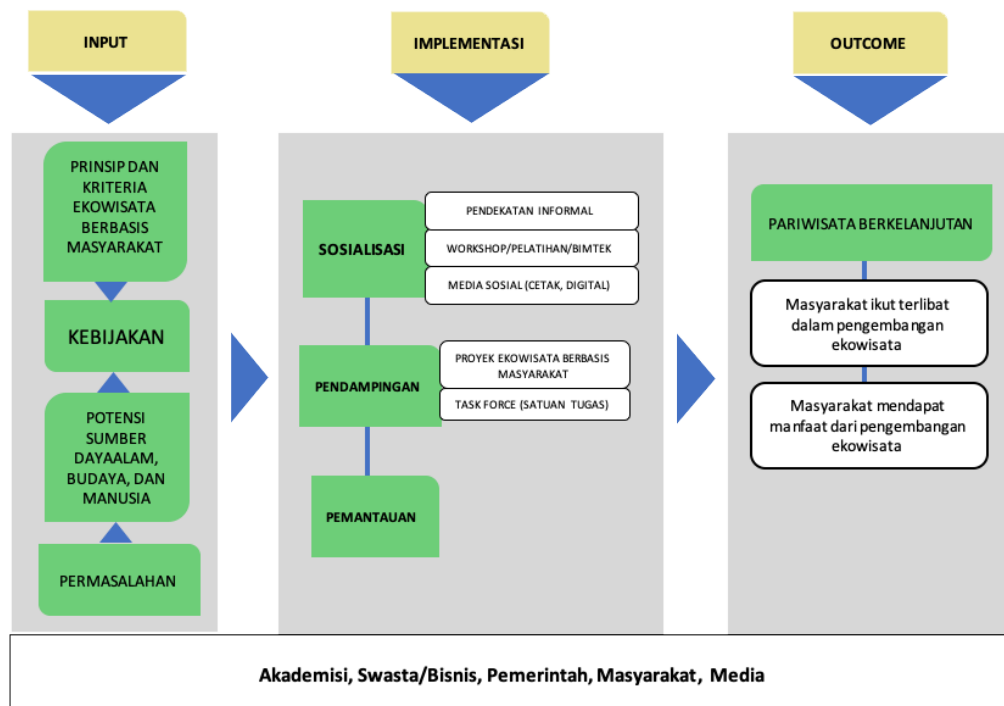 INPUT
IMPLEMENTASI
OUTCOME
PRINSIP DAN
KRITERIA
EKOWISATA
BERBASIS
MASYARAKAT
KEBIJAKAN
POTENSI
SUMBER
DAYAALAM,
BUDAYA, DAN
MANUSIA
PERMASALAHAN
SOSIALISASI
PENDEKATAN INFORMAL
WORKSHOP/PELATIHAN/BIMTEK
MEDIA SOSIAL (CETAK, DIGITAL)
PENDAMPINGAN
PROYEK EKOWISATA BERBASIS
MASYARAKAT
TASK FORCE (SATUAN TUGAS)
PEMANTAUAN
PARIWISATA BERKELANJUTAN
Masyarakat ikut terlibat
dalam pengembangan
ekowisata
Masyarakat mendapat
manfaat dari pengembangan
ekowisata
Akademisi, Swasta/Bisnis, Pemerintah, Masyarakat, Media